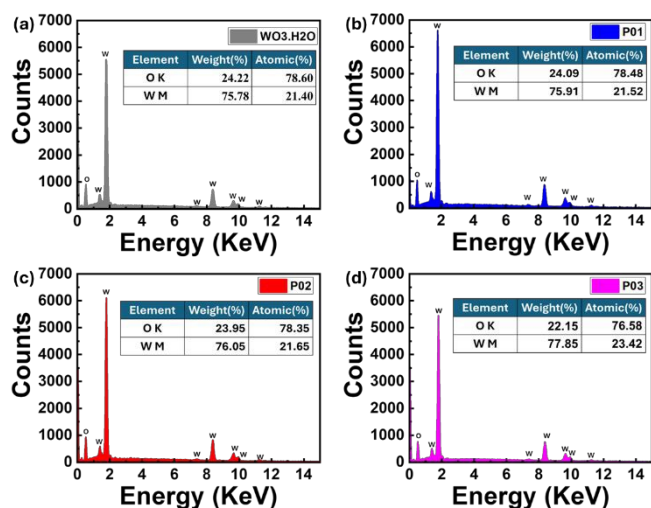 (a)
WO3.H2O
7000
6000
5000
4000
3000
2000
1000
0
Counts
Element Weight(%) Atomic(%)
O K 24.22 78.60
W M 75.78 21.40
W
O
W
W
W
W
W
W
0 2 4 6 8 10 12 14
Energy (KeV)
(b)
P01
7000
6000
5000
4000
3000
2000
1000
0
Counts
Element Weight(%) Atomic(%)
O K 24.09 78.48
W M 75.91 21.52
W
O
W
W
W
W
W
W
0 2 4 6 8 10 12 14
Energy (KeV)
(c)
P02
7000
6000
5000
4000
3000
2000
1000
0
Counts
Element Weight(%) Atomic(%)
O K 23.95 78.35
W M 76.05 21.65
W
O
W
W
W
W
W
W
0 2 4 6 8 10 12 14
Energy (KeV)
(d)
P03
7000
6000
5000
4000
3000
2000
1000
0
Counts
Element Weight(%) Atomic(%)
O K 22.15 76.58
W M 77.85 23.42
W
O
W
W
W
W
W
W
0 2 4 6 8 10 12 14
Energy (KeV)